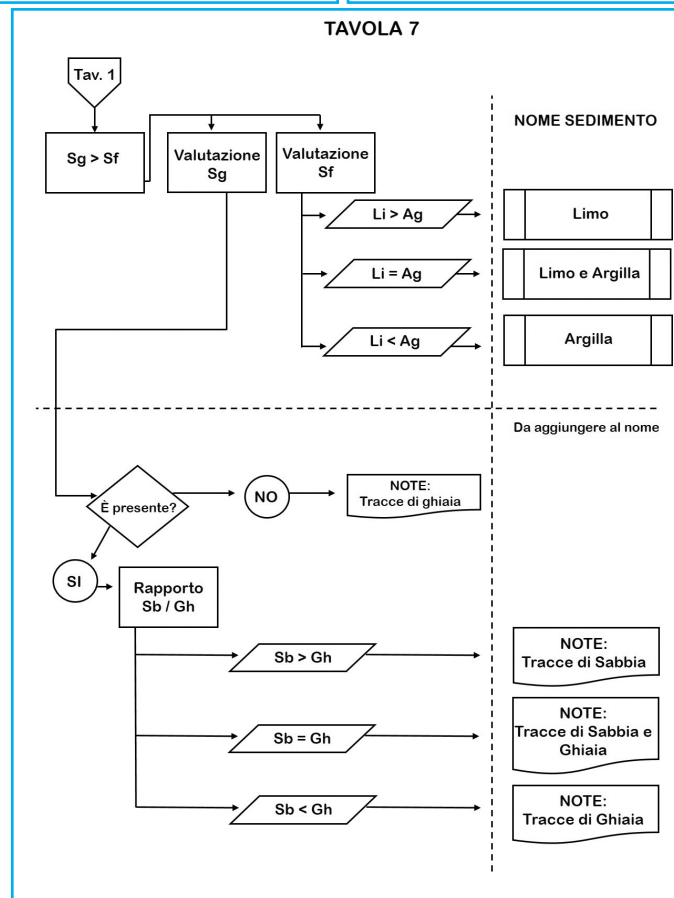 TAVOLA 7
Tav. 1
NOME SEDIMENTO
Sg > Sf
Valutazione
Sg
Valutazione
Sf
Li > Ag
Limo
Li = Ag
Limo e Argilla
Li < Ag
Argilla
Da aggiungere al nome
È presente?
NO
NOTE:
Tracce di ghiaia
SI
Rapporto
Sb / Gh
Sb > Gh
NOTE:
Tracce di Sabbia
Sb = Gh
NOTE:
Tracce di Sabbia e
Ghiaia
Sb < Gh
NOTE:
Tracce di Ghiaia